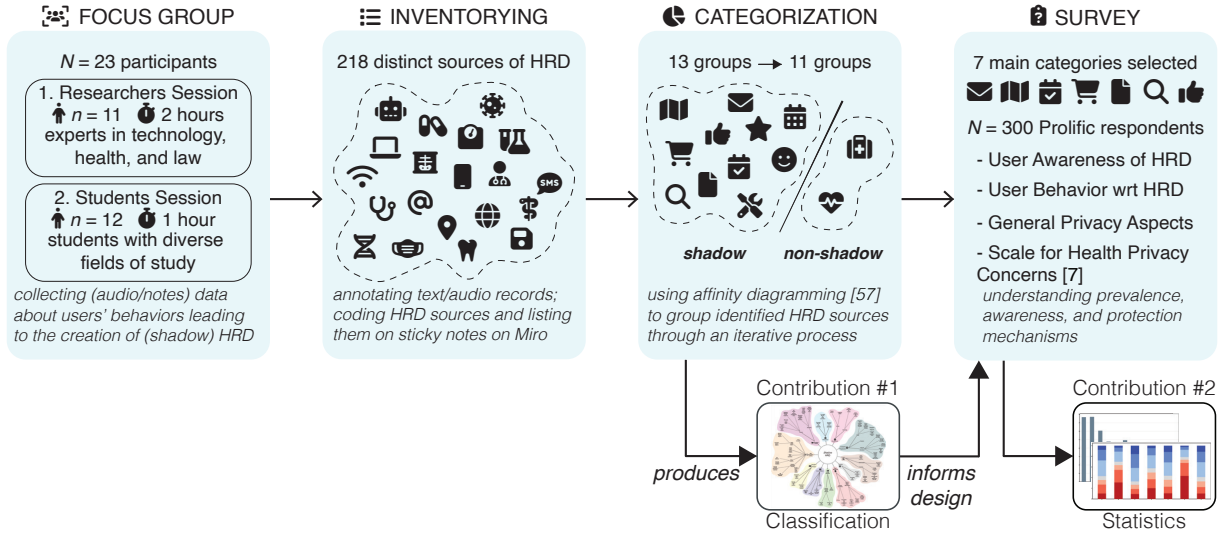 FOCUS GROUP
N = 23 participants
1. Researchers Session
n = 11 2 hours
experts in technology,
health, and law
2. Students Session
n = 12 1 hour
students with diverse
fields of study
collecting (audio/notes) data
about users' behaviors leading
to the creation of (shadow) HRD
INVENTORYING
218 distinct sources of HRD
SMS
annotating text/audio records;
coding HRD sources and listing
them on sticky notes on Miro
CATEGORIZATION
13 groups → 11 groups
shadow
non-shadow
using affinity diagramming [57]
to group identified HRD sources
through an iterative process
SURVEY
7 main categories selected
N = 300 Prolific respondents
- User Awareness of HRD
- User Behavior wrt HRD
- General Privacy Aspects
- Scale for Health Privacy
Concerns [7]
understanding prevalence,
awareness, and protection
mechanisms
produces
Contribution #1
Classification
informs
design
Contribution #2
Statistics